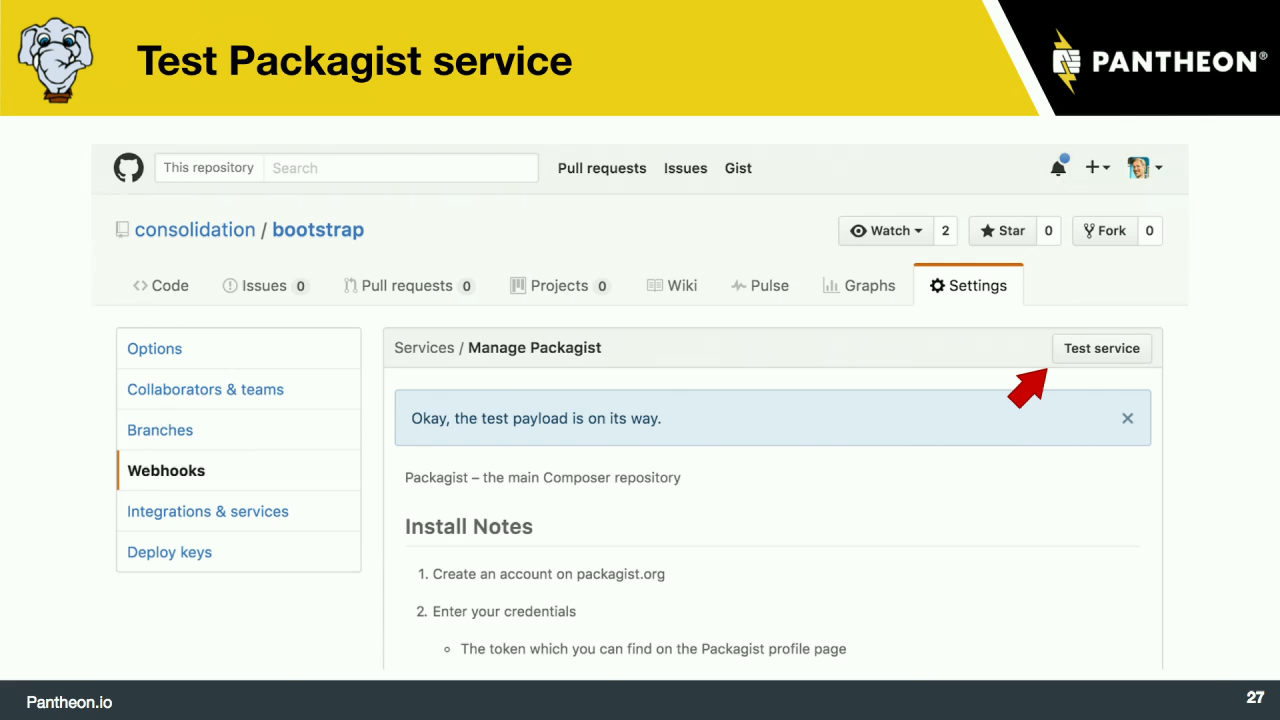 Test Packagist service
PANTHEON®
This repository Search Pull requests Issues Gist
consolidation / bootstrap
Watch 2 Star 0 Fork 0
Code Issues 0 Pull requests 0 Projects 0 Wiki Pulse Graphs Settings
Options
Collaborators & teams
Branches
Webhooks
Integrations & services
Deploy keys
Services / Manage Packagist Test service
Okay, the test payload is on its way. ×
Packagist – the main Composer repository
Install Notes
1. Create an account on packagist.org
2. Enter your credentials
◦ The token which you can find on the Packagist profile page
Pantheon.io
27